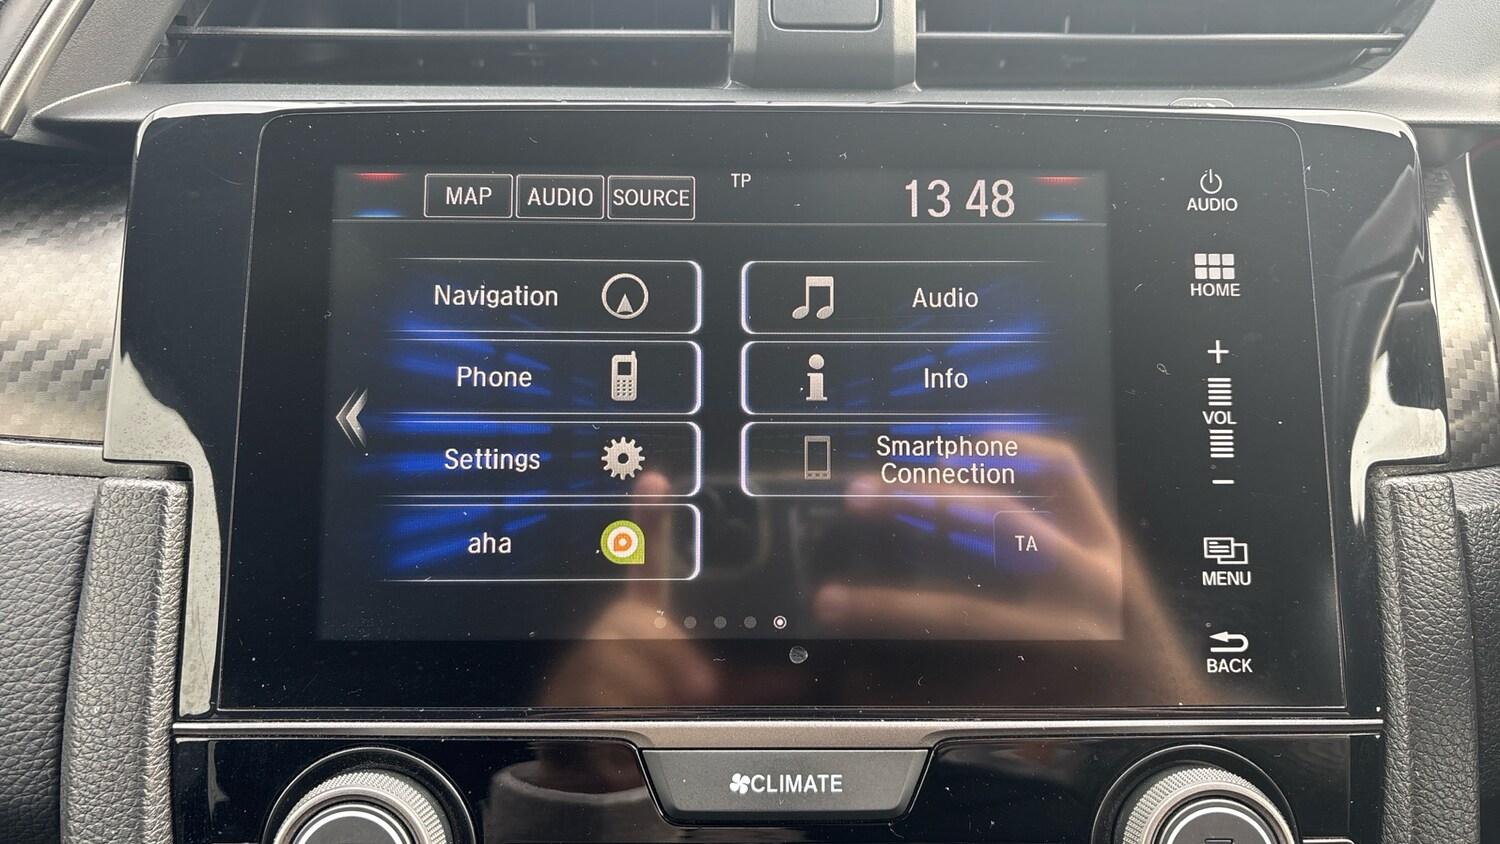 MAP AUDIO SOURCE TP 13 48
Navigation
Audio
Phone
Info
Settings
Smartphone
Connection
aha
TA
AUDIO
HOME
+
VOL
−
MENU
BACK
CLIMATE